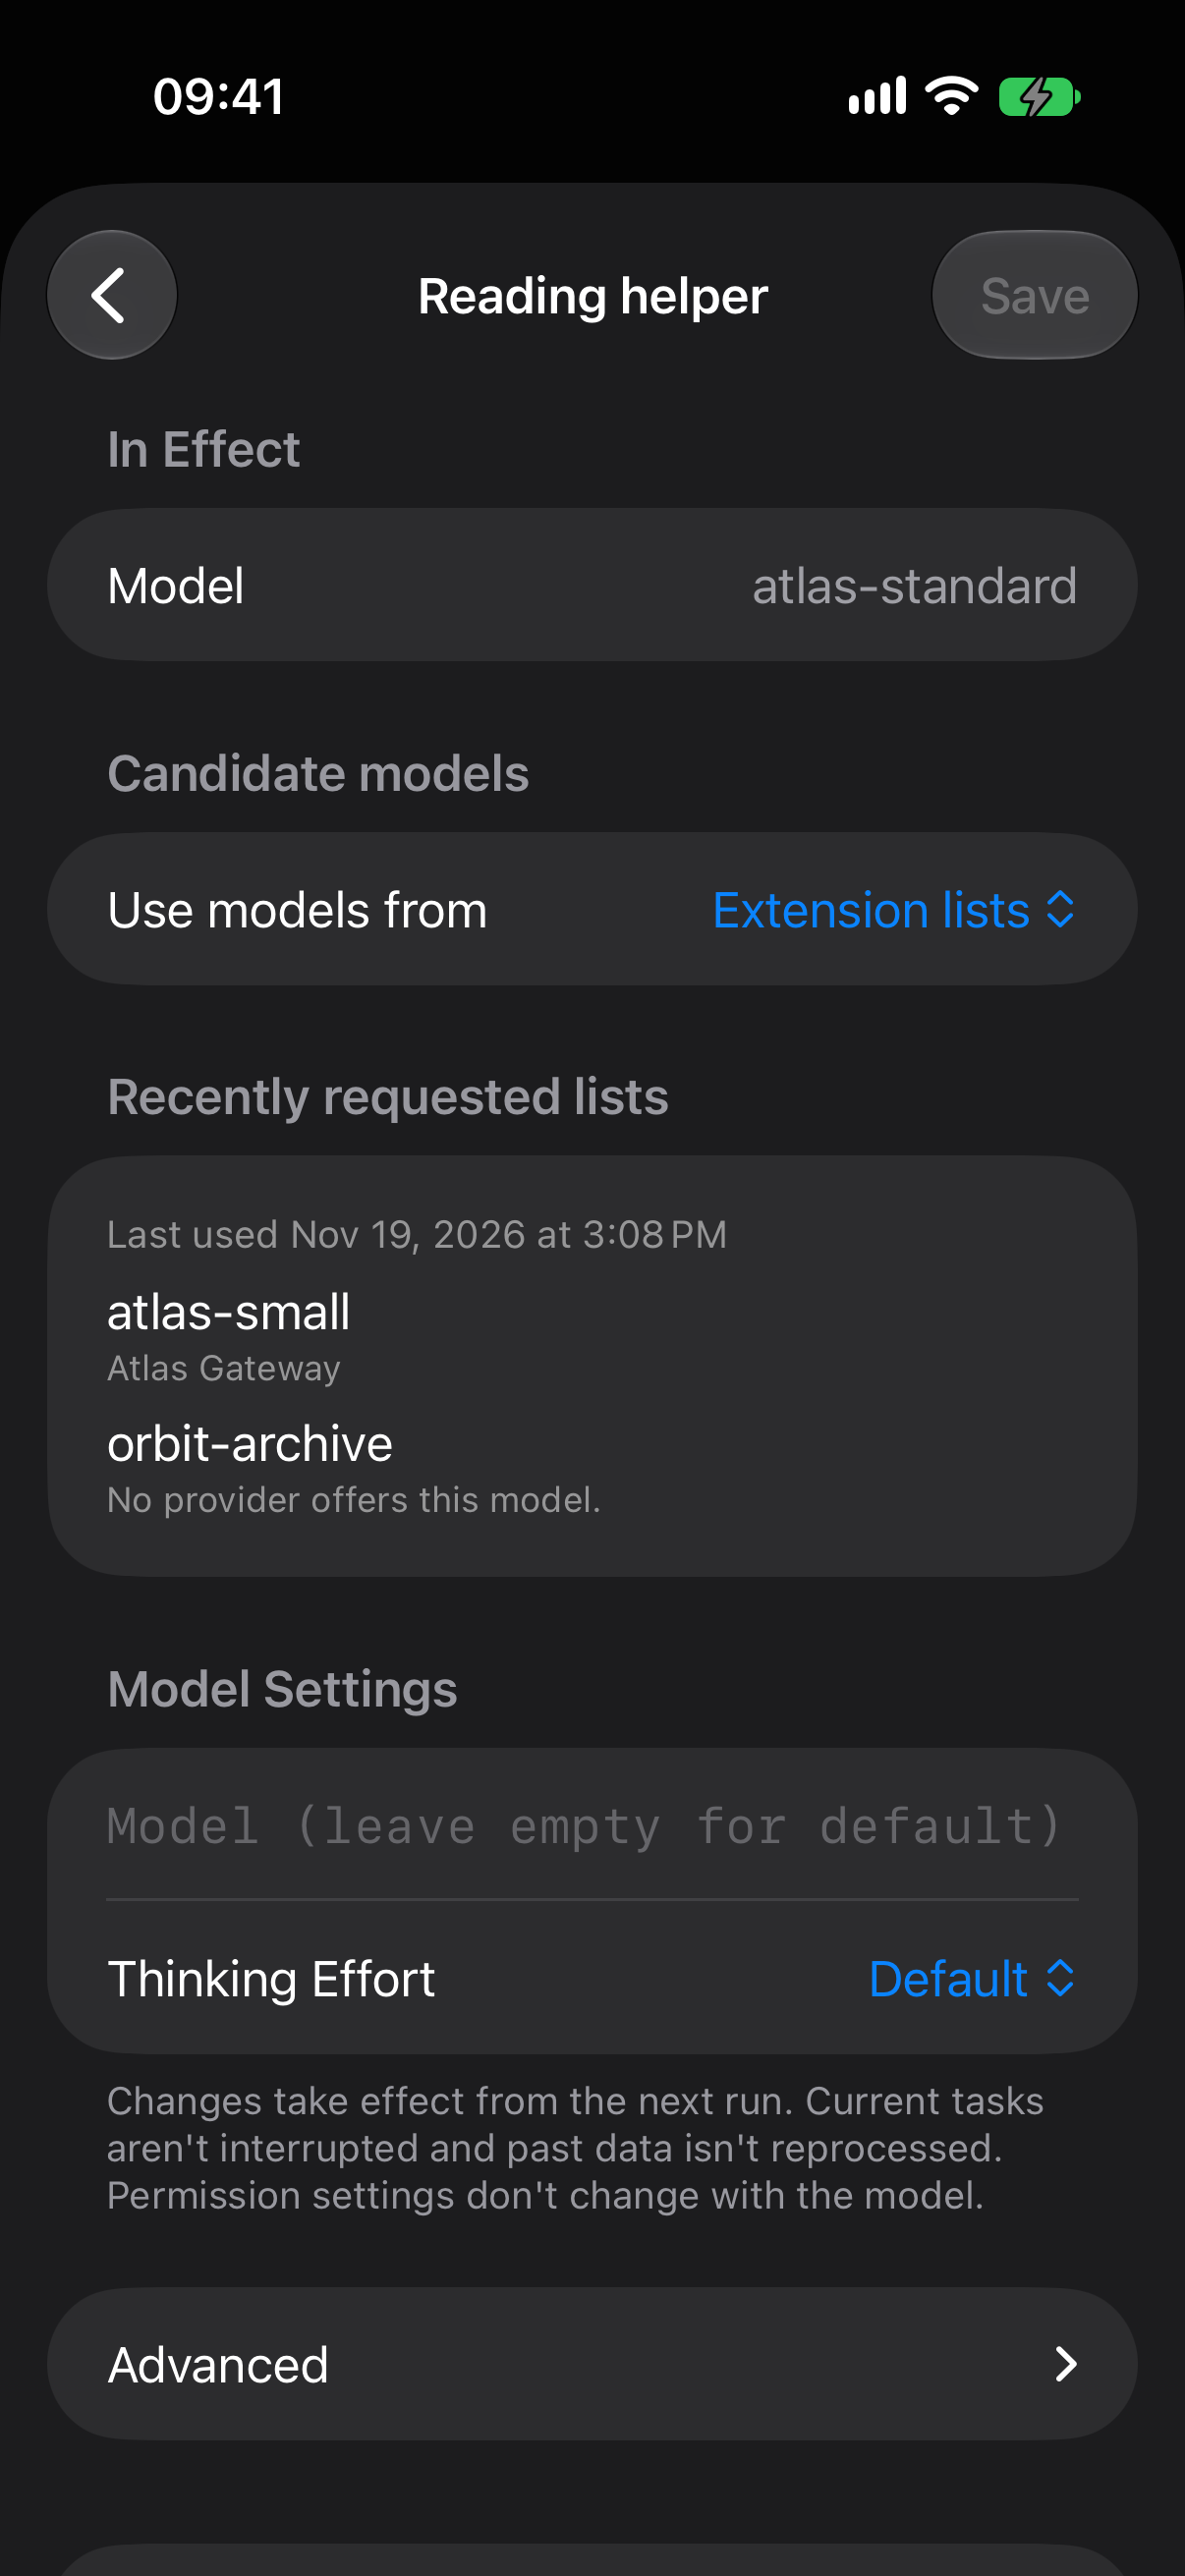 09:41
Reading helper
Save
In Effect
Model
atlas-standard
Candidate models
Use models from
Extension lists
Recently requested lists
Last used Nov 19, 2026 at 3:08 PM
atlas-small
Atlas Gateway
orbit-archive
No provider offers this model.
Model Settings
Model (leave empty for default)
Thinking Effort
Default
Changes take effect from the next run. Current tasks
aren't interrupted and past data isn't reprocessed.
Permission settings don't change with the model.
Advanced